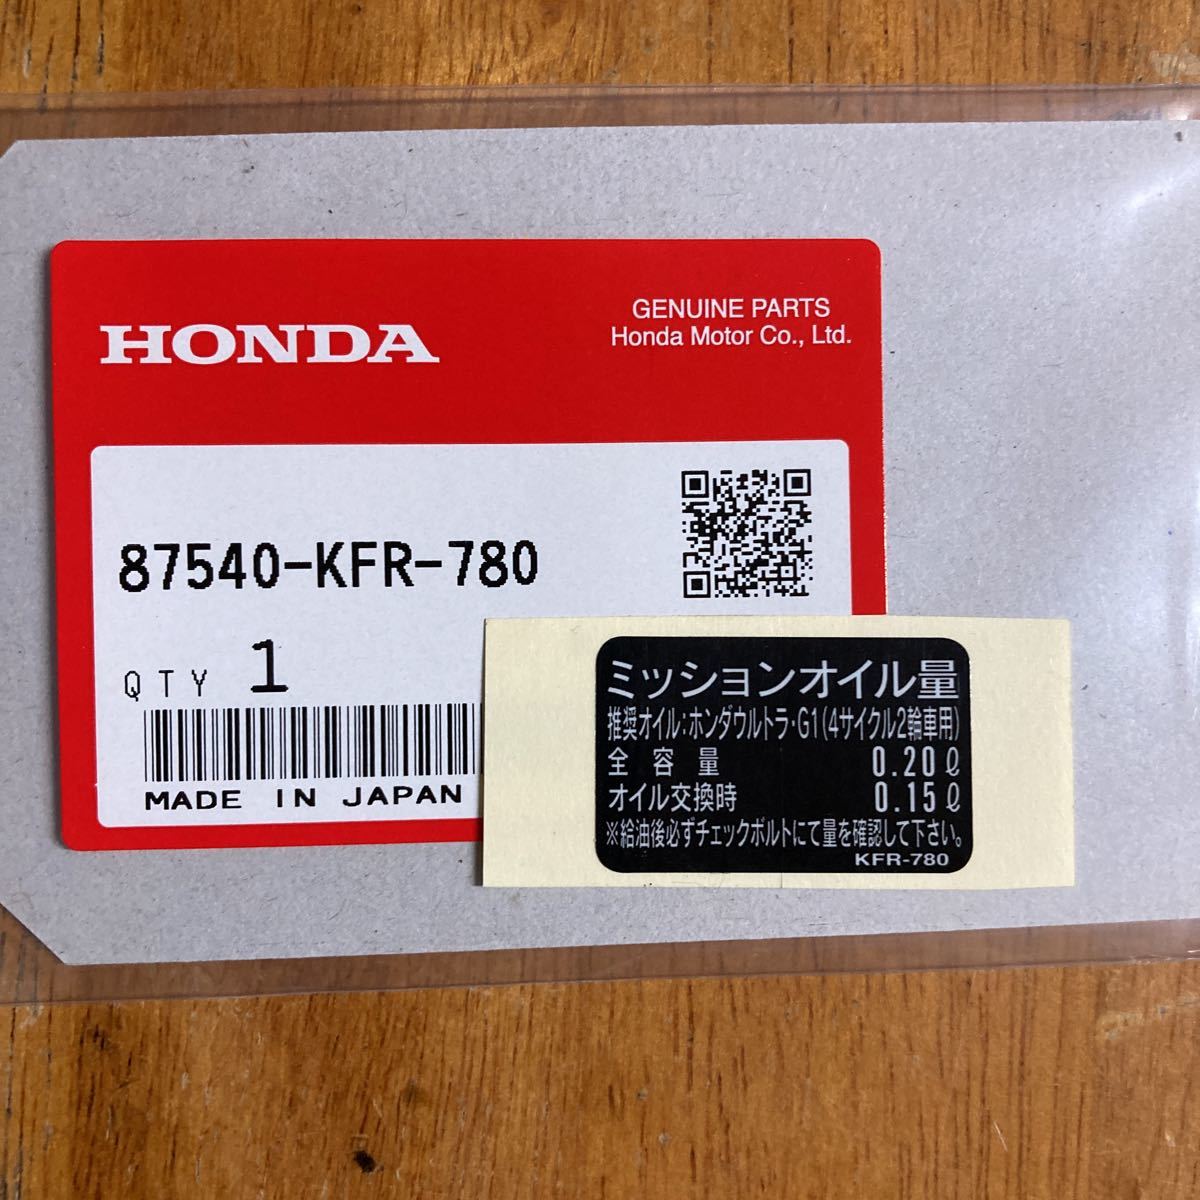 HONDA
GENUINE PARTS
Honda Motor Co., Ltd.
87540-KFR-780
QTY 1
MADE IN JAPAN
ミッションオイル量
推奨オイル:ホンダウルトラ・G1(4サイクル2輪車用)
全容量 0.20ℓ
オイル交換時 0.15ℓ
※給油後必ずチェックボルトにて量を確認して下さい。
KFR-780